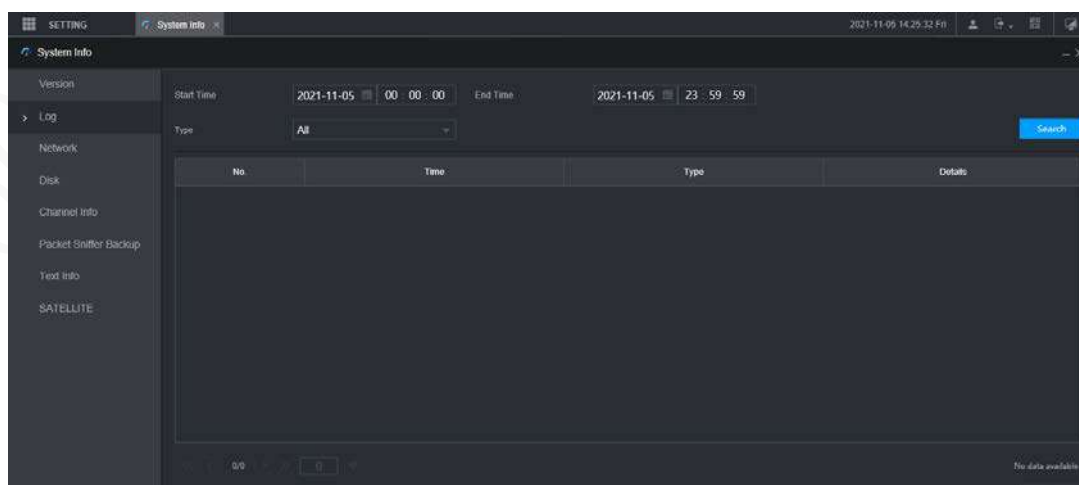 SETTING System Info × 2021-11-05 14:25:32 Fri
System Info
Version
Start Time 2021-11-05 00 : 00 : 00 End Time 2021-11-05 23 : 59 : 59
Log
Type All Search
Network
No. Time Type Details
Disk
Channel Info
Packet Sniffer Backup
Text Info
SATELLITE
0/0 0 No data available